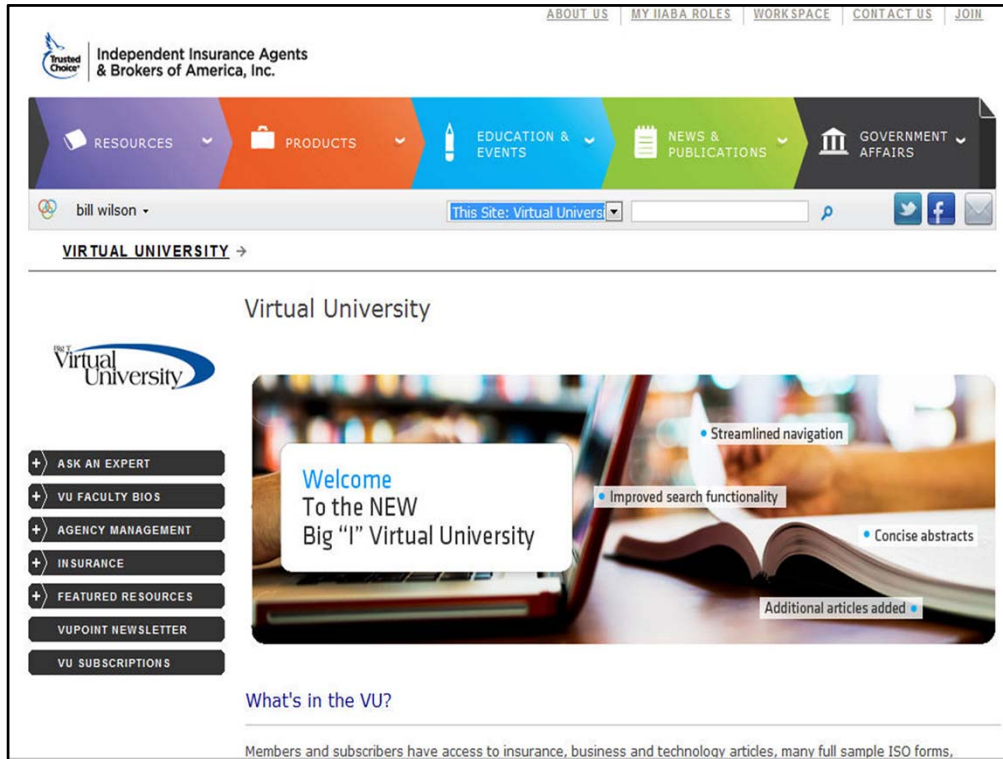 ABOUT US MY IIABA ROLES WORKSPACE CONTACT US JOIN
Trusted
Choice®
Independent Insurance Agents
& Brokers of America, Inc.
RESOURCES
PRODUCTS
EDUCATION &
EVENTS
NEWS &
PUBLICATIONS
GOVERNMENT
AFFAIRS
bill wilson
This Site: Virtual Univers
VIRTUAL UNIVERSITY →
Virtual University
Big "I"
Virtual
University
ASK AN EXPERT
VU FACULTY BIOS
AGENCY MANAGEMENT
INSURANCE
FEATURED RESOURCES
VUPOINT NEWSLETTER
VU SUBSCRIPTIONS
Welcome
To the NEW
Big “I” Virtual University
• Streamlined navigation
• Improved search functionality
• Concise abstracts
Additional articles added •
What's in the VU?
Members and subscribers have access to insurance, business and technology articles, many full sample ISO forms,